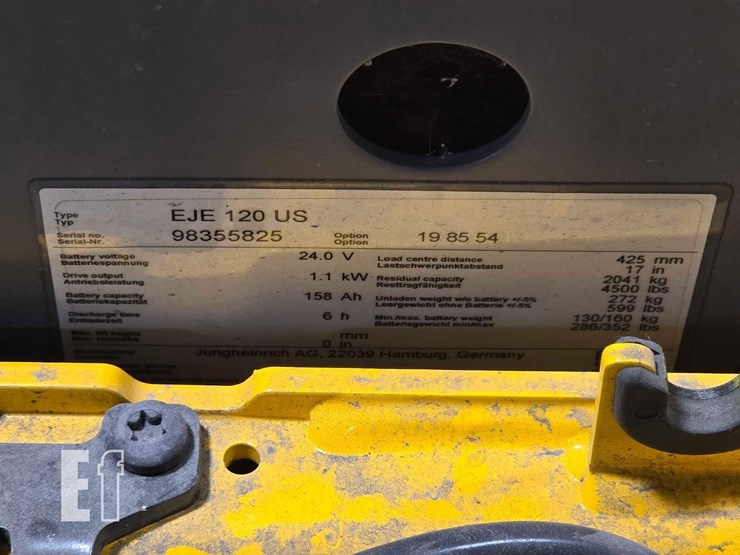 Type EJE 120 US
Typ
Serial no. 98355825 Option 19 85 54
Serial-Nr. Option
Battery voltage 24.0 V Load centre distance 425 mm
Batteriespannung Lastschwerpunktabstand 17 in
Drive output 1.1 kW Residual capacity 2041 kg
Antriebsleistung Resttragfähigkeit 4500 lbs
Battery capacity 158 Ah Unladen weight w/o battery +/-5% 272 kg
Batteriekapazität Leergewicht ohne Batterie +/-5% 599 lbs
Discharge time 6 h Min./max. battery weight 130/160 kg
Entladezeit Batteriegewicht min/max 286/352 lbs
Max. lift height mm
0 in
Jungheinrich AG, 22039 Hamburg, Germany
Ef